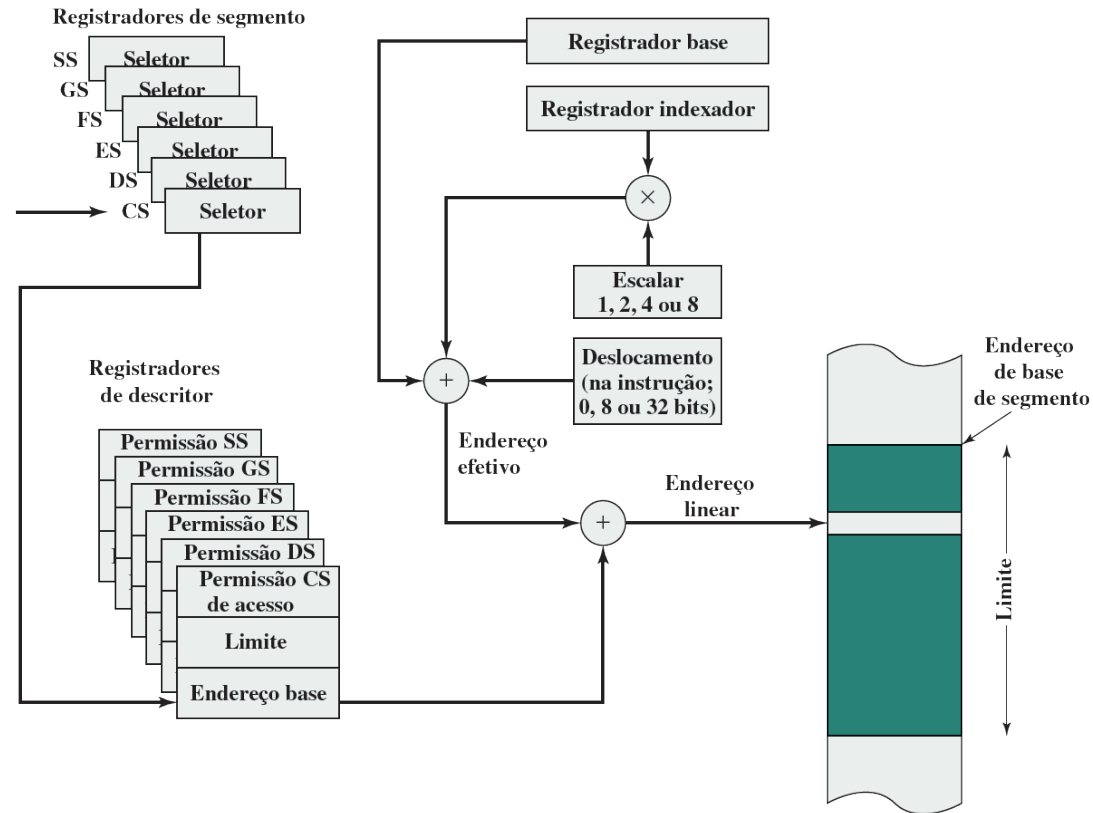 Registradores de segmento
SS
Seletor
GS
Seletor
FS
Seletor
ES
Seletor
DS
Seletor
CS
Seletor
Registrador base
Registrador indexador
×
Escalar
1, 2, 4 ou 8
Deslocamento
(na instrução;
0, 8 ou 32 bits)
+
Endereço
efetivo
+
Endereço
linear
Registradores
de descritor
Permissão SS
Permissão GS
Permissão FS
Permissão ES
Permissão DS
Permissão CS
de acesso
Limite
Endereço base
Endereço
de base
de segmento
Limite